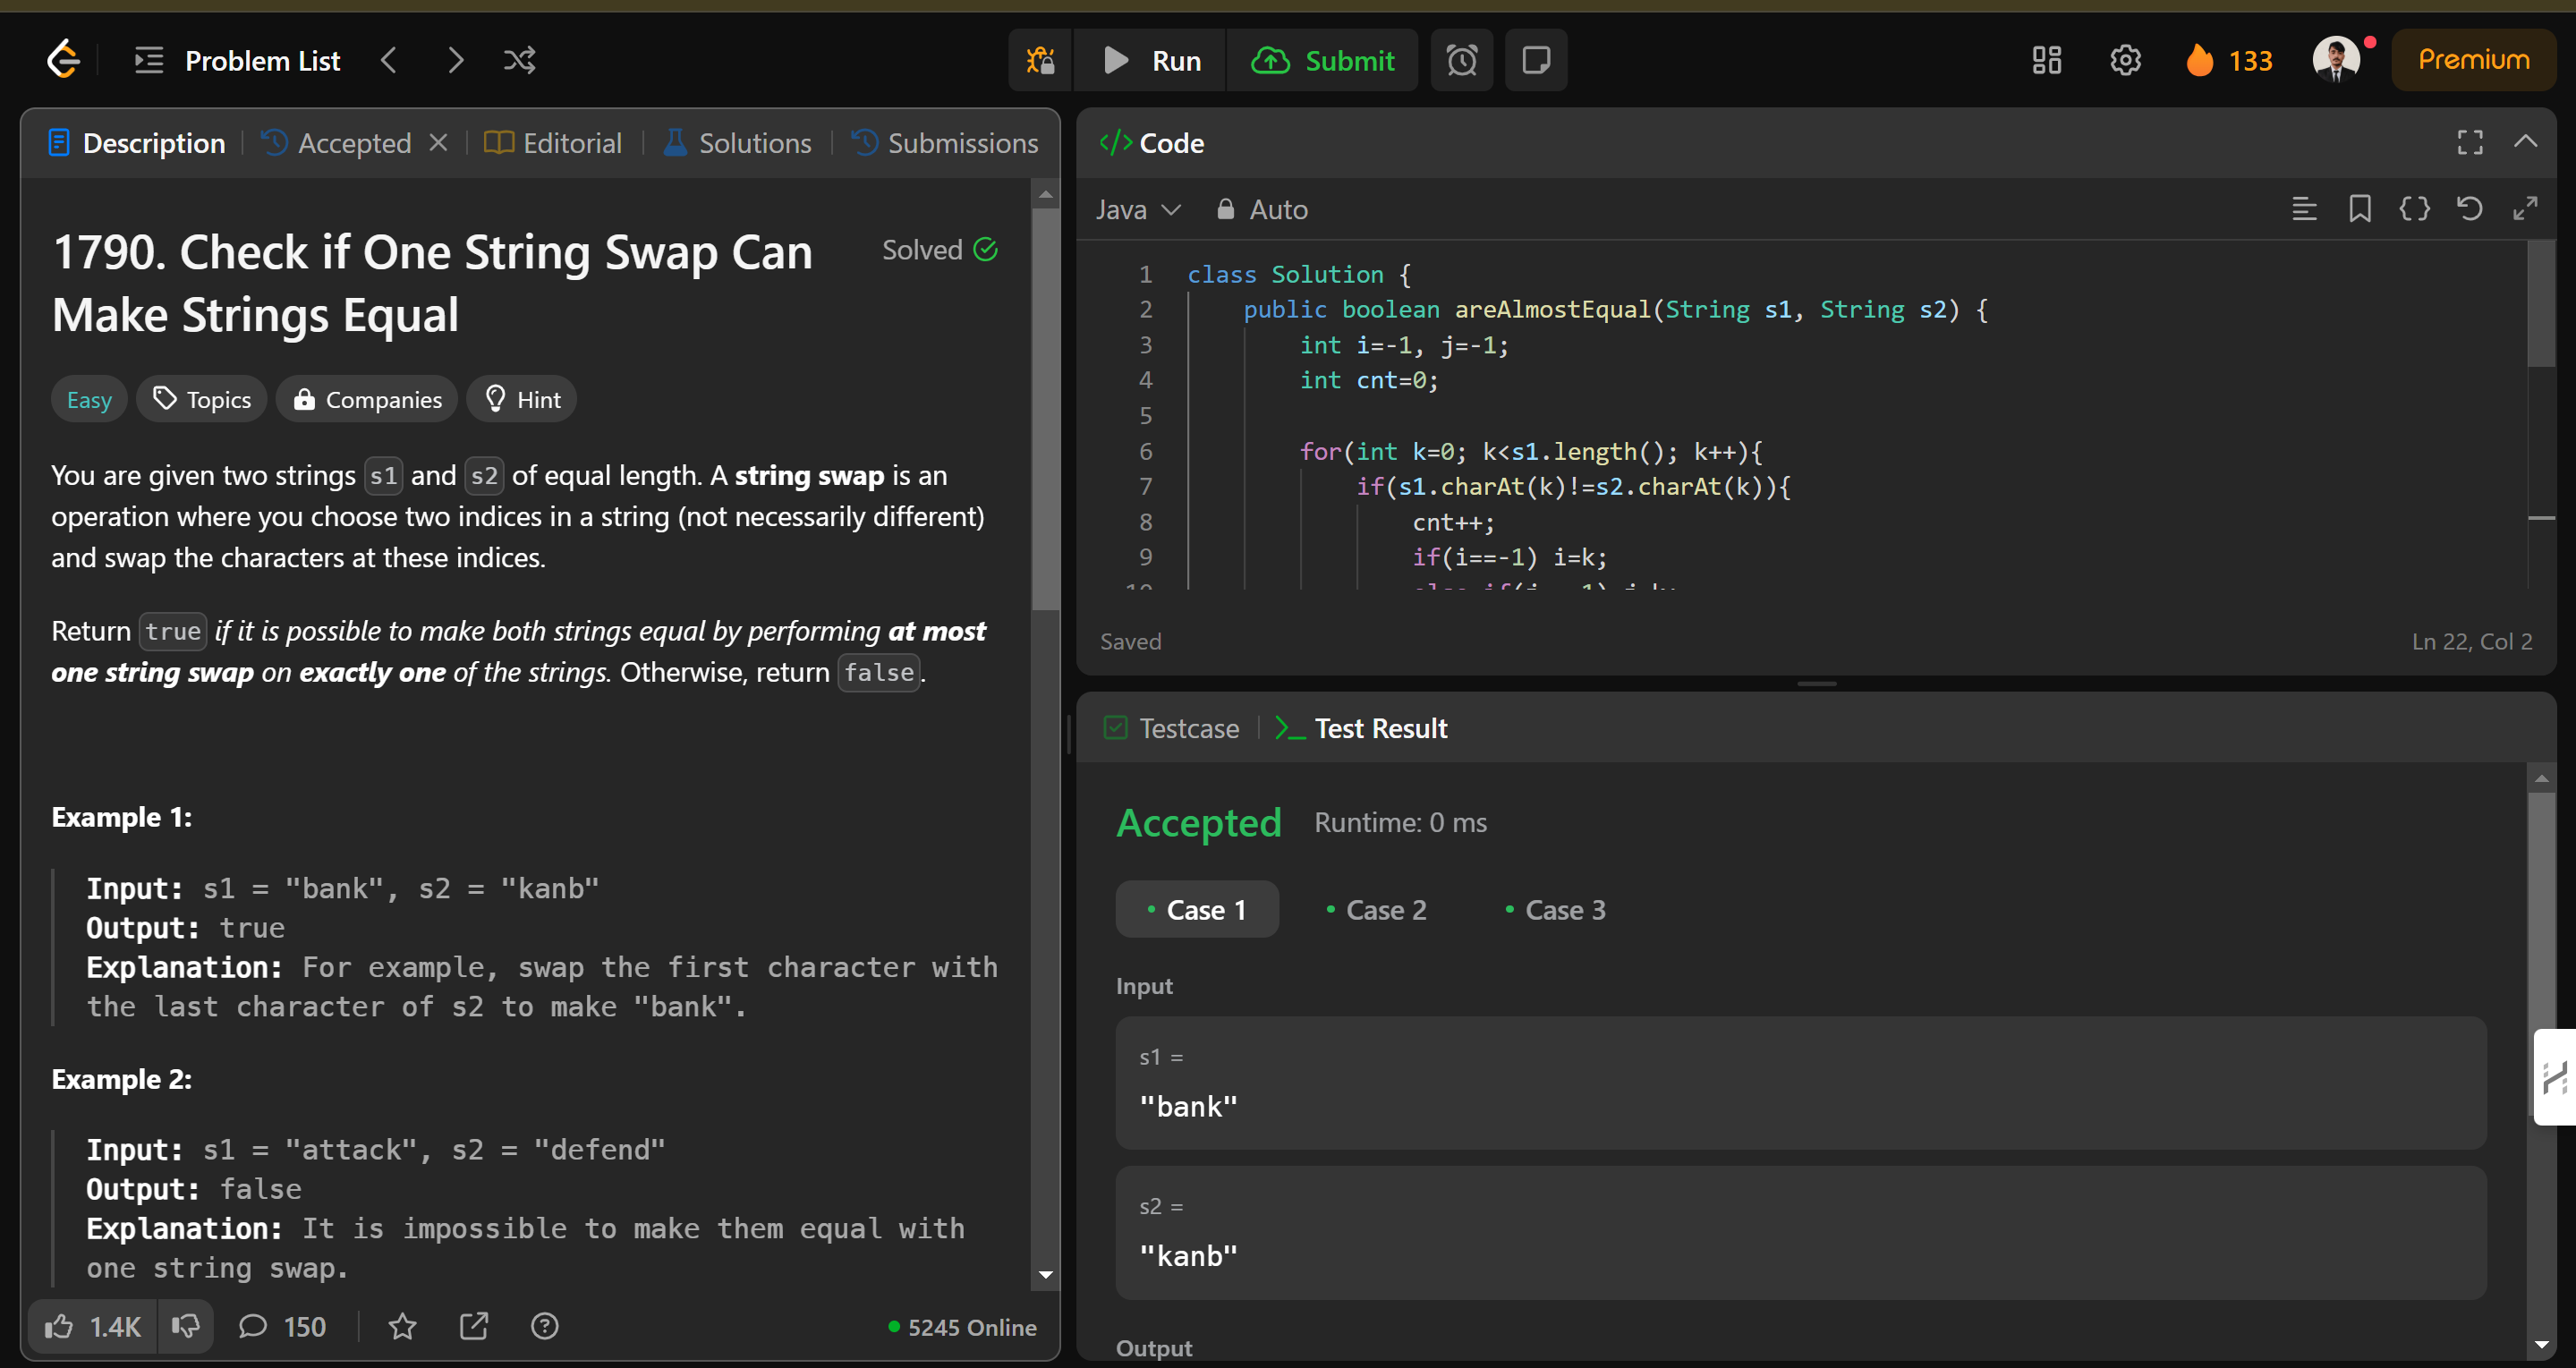 Problem List
Run
Submit
133
Premium
Description
Accepted
Editorial
Solutions
Submissions
1790. Check if One String Swap Can
Make Strings Equal
Solved
Easy
Topics
Companies
Hint
You are given two strings s1 and s2 of equal length. A string swap is an
operation where you choose two indices in a string (not necessarily different)
and swap the characters at these indices.
Return true if it is possible to make both strings equal by performing at most
one string swap on exactly one of the strings. Otherwise, return false.
Example 1:
Input: s1 = "bank", s2 = "kanb"
Output: true
Explanation: For example, swap the first character with
the last character of s2 to make "bank".
Example 2:
Input: s1 = "attack", s2 = "defend"
Output: false
Explanation: It is impossible to make them equal with
one string swap.
1.4K
150
5245 Online
</> Code
Java
Auto
1 class Solution {
2 public boolean areAlmostEqual(String s1, String s2) {
3 int i=-1, j=-1;
4 int cnt=0;
5
6 for(int k=0; k<s1.length(); k++){
7 if(s1.charAt(k)!=s2.charAt(k)){
8 cnt++;
9 if(i==-1) i=k;
Saved
Ln 22, Col 2
Testcase
Test Result
Accepted
Runtime: 0 ms
Case 1
Case 2
Case 3
Input
s1 =
"bank"
s2 =
"kanb"
Output